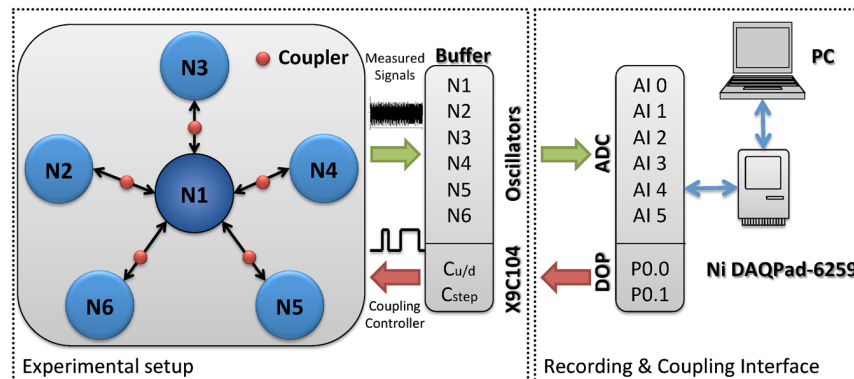 N3
Coupler
N2
N4
N1
N6
N5
Experimental setup
Measured
Signals
Buffer
N1
N2
N3
N4
N5
N6
Oscillators
Cu/d
Cstep
X9C104
Coupling
Controller
ADC
AI 0
AI 1
AI 2
AI 3
AI 4
AI 5
DOP
P0.0
P0.1
PC
Ni DAQPad-6259
Recording & Coupling Interface